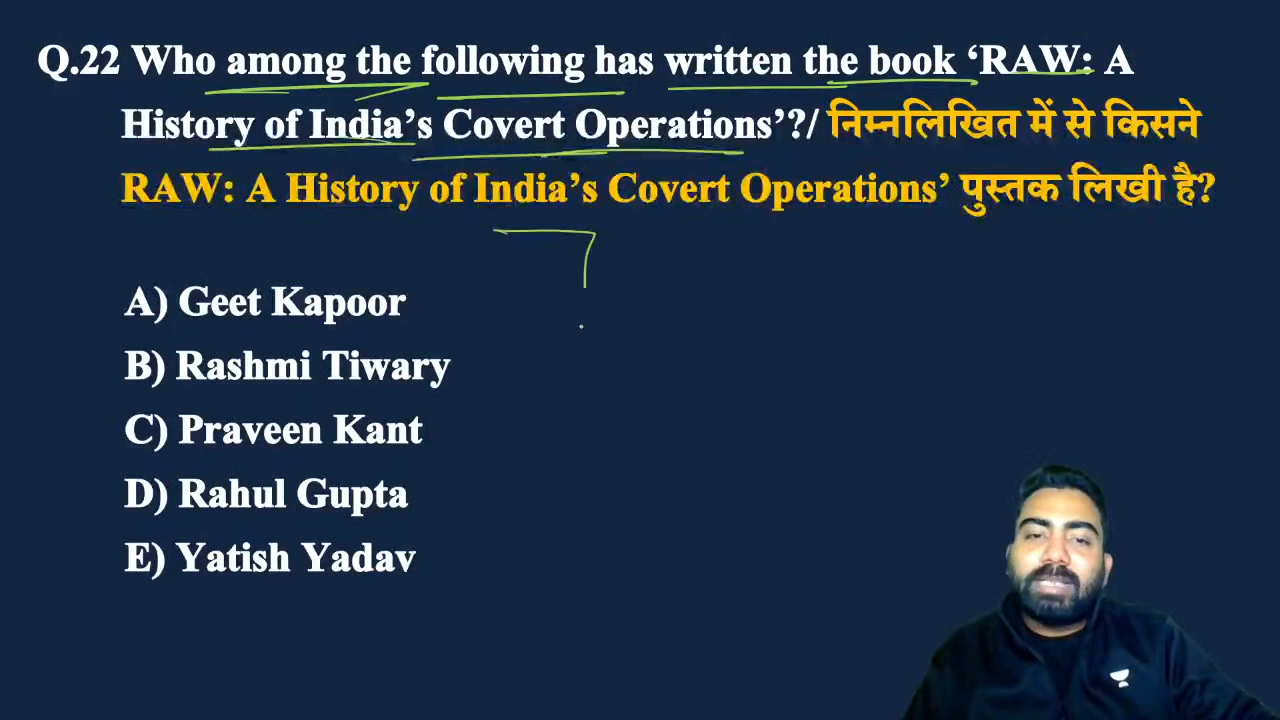 Q.22 Who among the following has written the book ‘RAW: A
History of India’s Covert Operations’?/ निम्नलिखित में से किसने
RAW: A History of India’s Covert Operations’ पुस्तक लिखी है?
A) Geet Kapoor
B) Rashmi Tiwary
C) Praveen Kant
D) Rahul Gupta
E) Yatish Yadav